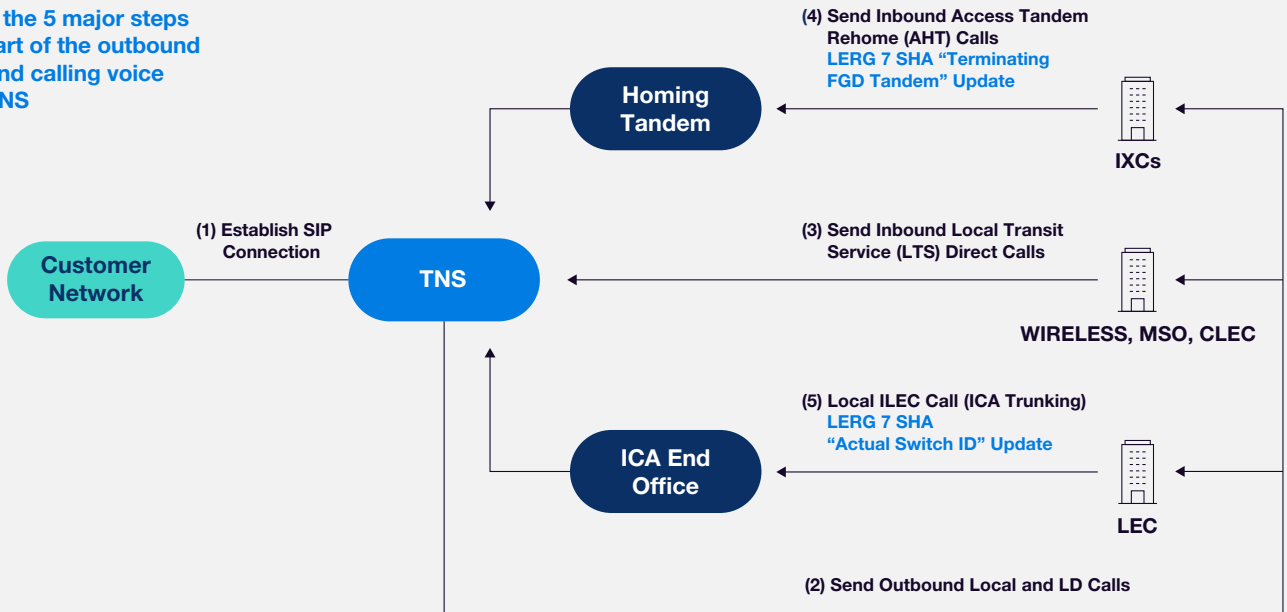 the 5 major steps
art of the outbound
nd calling voice
NS
(4) Send Inbound Access Tandem
Rehome (AHT) Calls
LERG 7 SHA “Terminating
FGD Tandem” Update
Homing
Tandem
IXCs
(1) Establish SIP
Connection
(3) Send Inbound Local Transit
Service (LTS) Direct Calls
Customer
Network
TNS
WIRELESS, MSO, CLEC
(5) Local ILEC Call (ICA Trunking)
LERG 7 SHA
“Actual Switch ID” Update
ICA End
Office
LEC
(2) Send Outbound Local and LD Calls